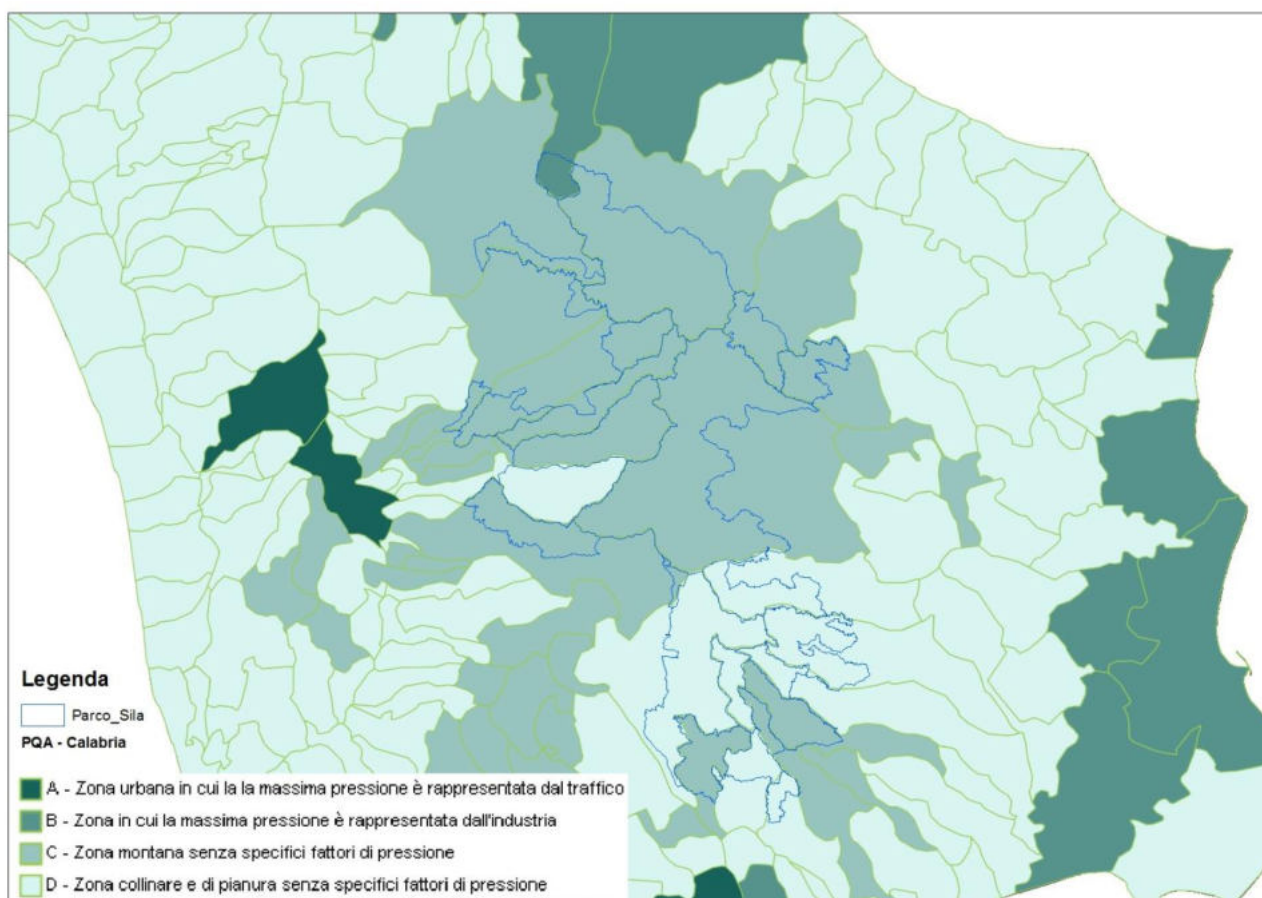 Legenda
Parco_Sila
PQA - Calabria
A - Zona urbana in cui la la massima pressione è rappresentata dal traffico
B - Zona in cui la massima pressione è rappresentata dall'industria
C - Zona montana senza specifici fattori di pressione
D - Zona collinare e di pianura senza specifici fattori di pressione